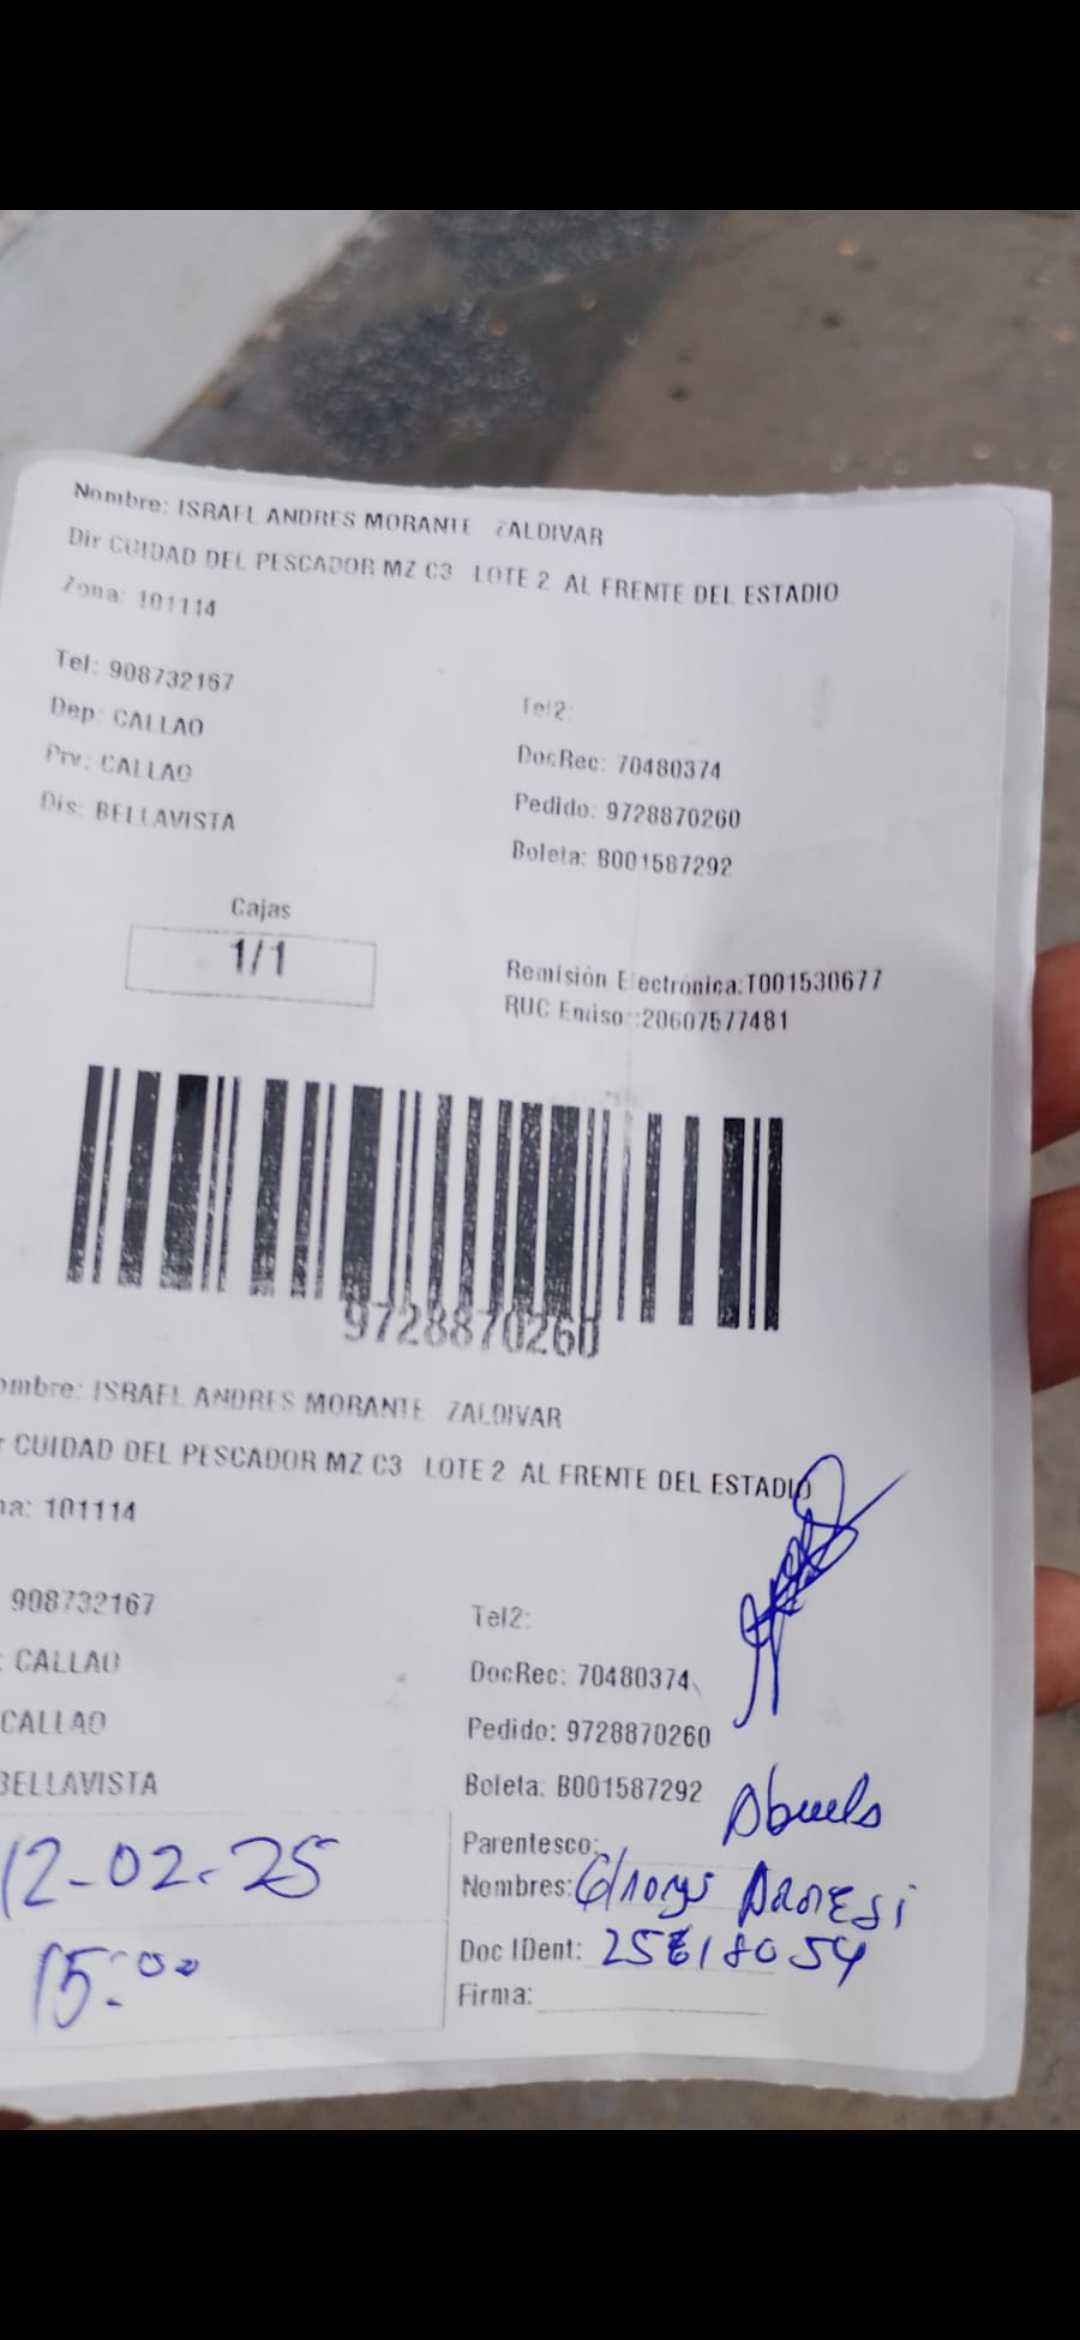 Nombre: ISRAEL ANDRES MORANTE ZALDIVAR
Dir CUIDAD DEL PESCADOR MZ C3 LOTE 2 AL FRENTE DEL ESTADIO
Zona: 101114
Tel: 908732167
Tel2:
Dep: CALLAO
DocRec: 70480374
Prv: CALLAO
Pedido: 9728870260
Dis: BELLAVISTA
Boleta: B001587292
Cajas
1/1
Remisión Electrónica:T001530677
RUC Emiso :20607577481
9728870260
ombre: ISRAEL ANDRES MORANTE ZALDIVAR
r CUIDAD DEL PESCADOR MZ C3 LOTE 2 AL FRENTE DEL ESTADIO
na: 101114
908732167
Tel2:
: CALLAO
DocRec: 70480374
CALLAO
Pedido: 9728870260
BELLAVISTA
Boleta: B001587292
Abuela
Parentesco:
12-02-25
Nombres:
Doc IDent:
15:00
Firma: